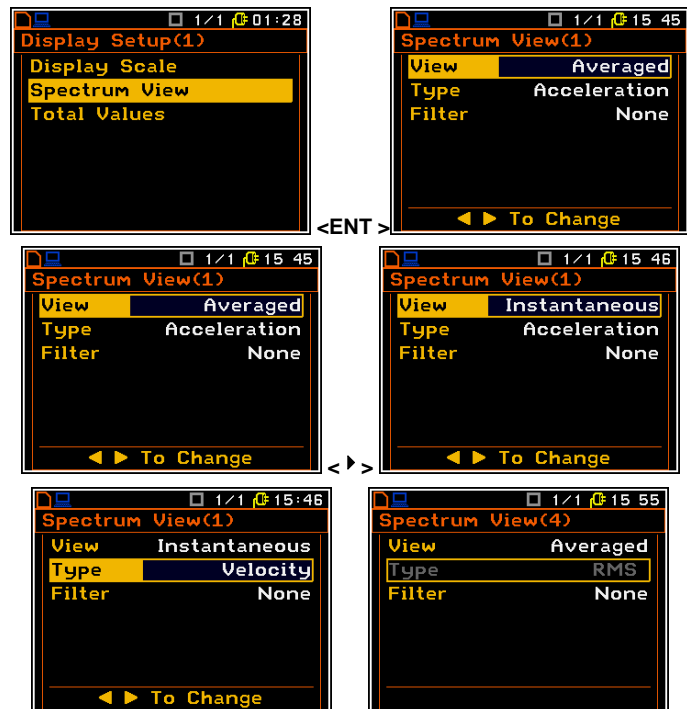 1/1 01:28
Display Setup(1)
Display Scale
Spectrum View
Total Values
<ENT >
1/1 15 45
Spectrum View(1)
View Averaged
Type Acceleration
Filter None
◀ ▶ To Change
1/1 15 45
Spectrum View(1)
View Averaged
Type Acceleration
Filter None
◀ ▶ To Change
< ▶ >
1/1 15 46
Spectrum View(1)
View Instantaneous
Type Acceleration
Filter None
◀ ▶ To Change
1/1 15:46
Spectrum View(1)
View Instantaneous
Type Velocity
Filter None
◀ ▶ To Change
1/1 15 55
Spectrum View(4)
View Averaged
Type RMS
Filter None